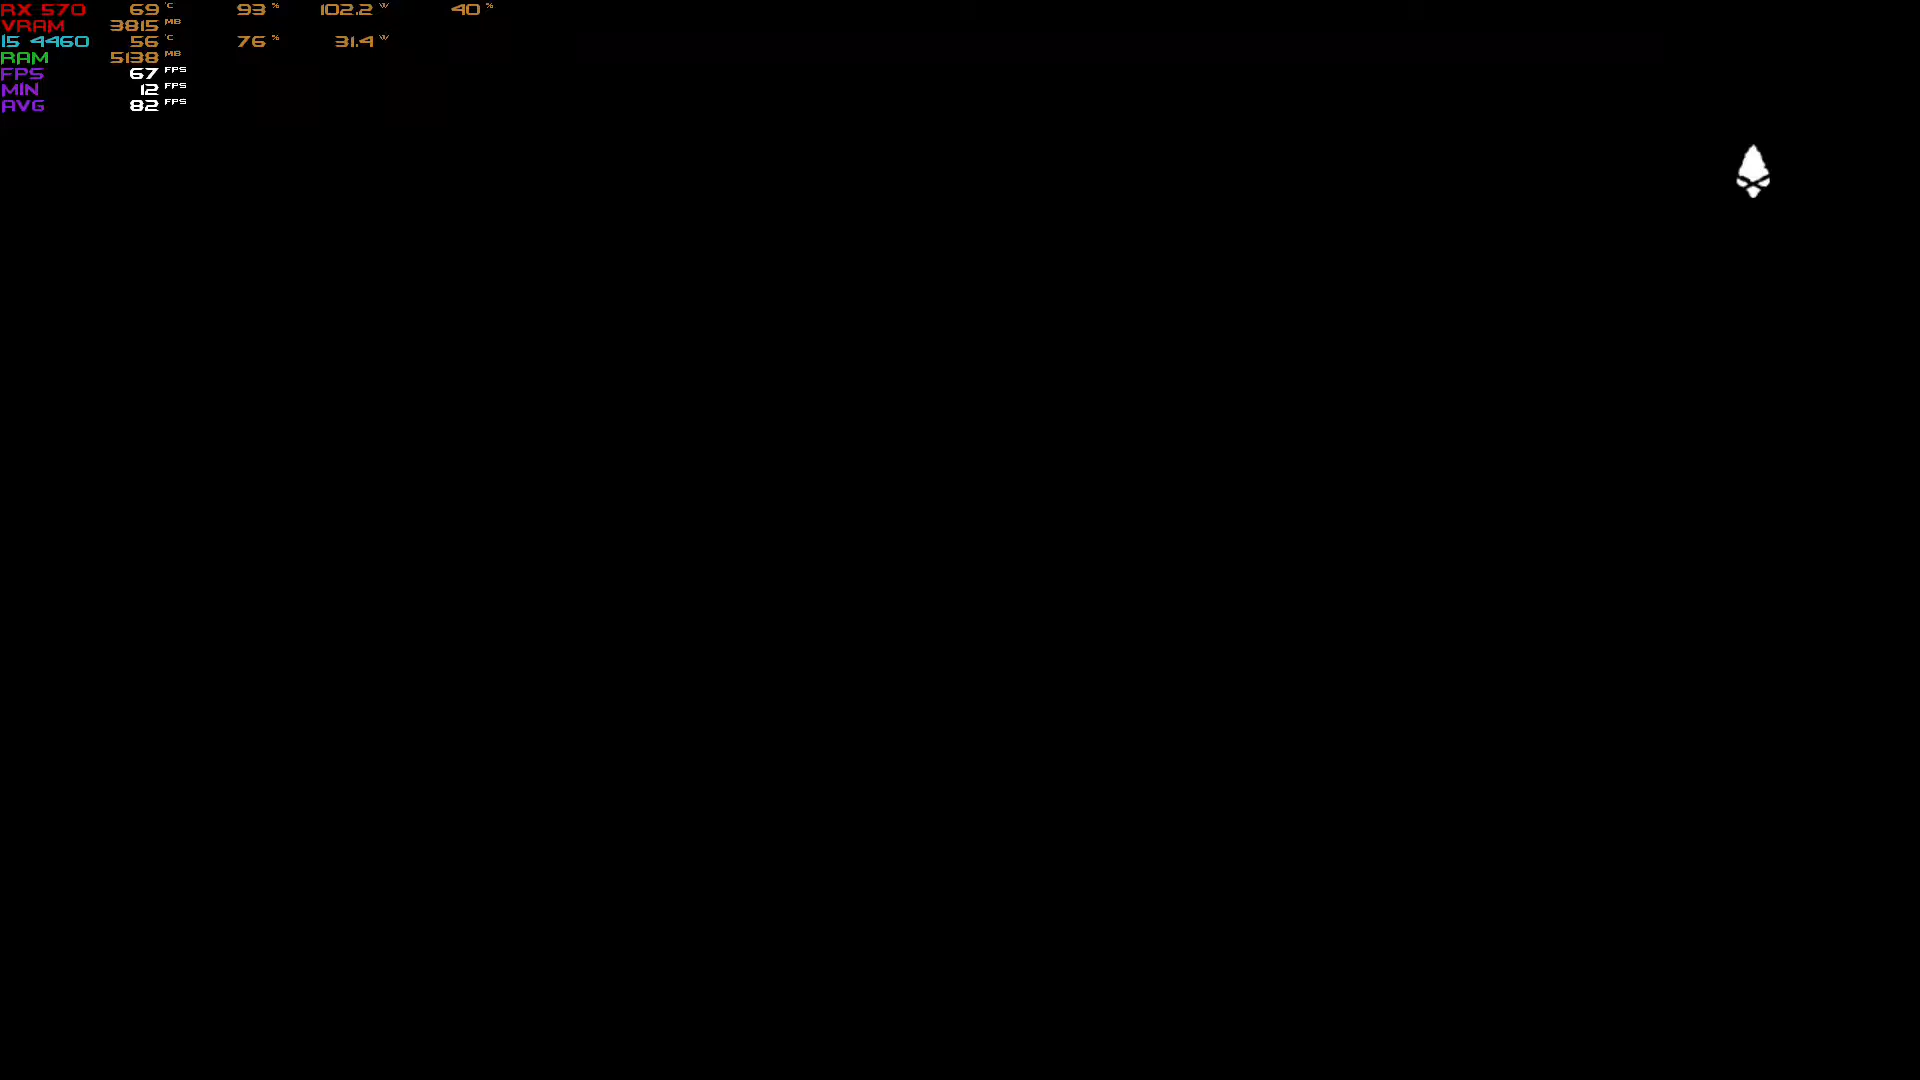 RX 570 69 °C 93 % 102.2 W 40 %
VRAM 3815 MB
I5 4460 56 °C 76 % 31.4 W
RAM 5138 MB
FPS 67 FPS
MIN 12 FPS
AVG 82 FPS